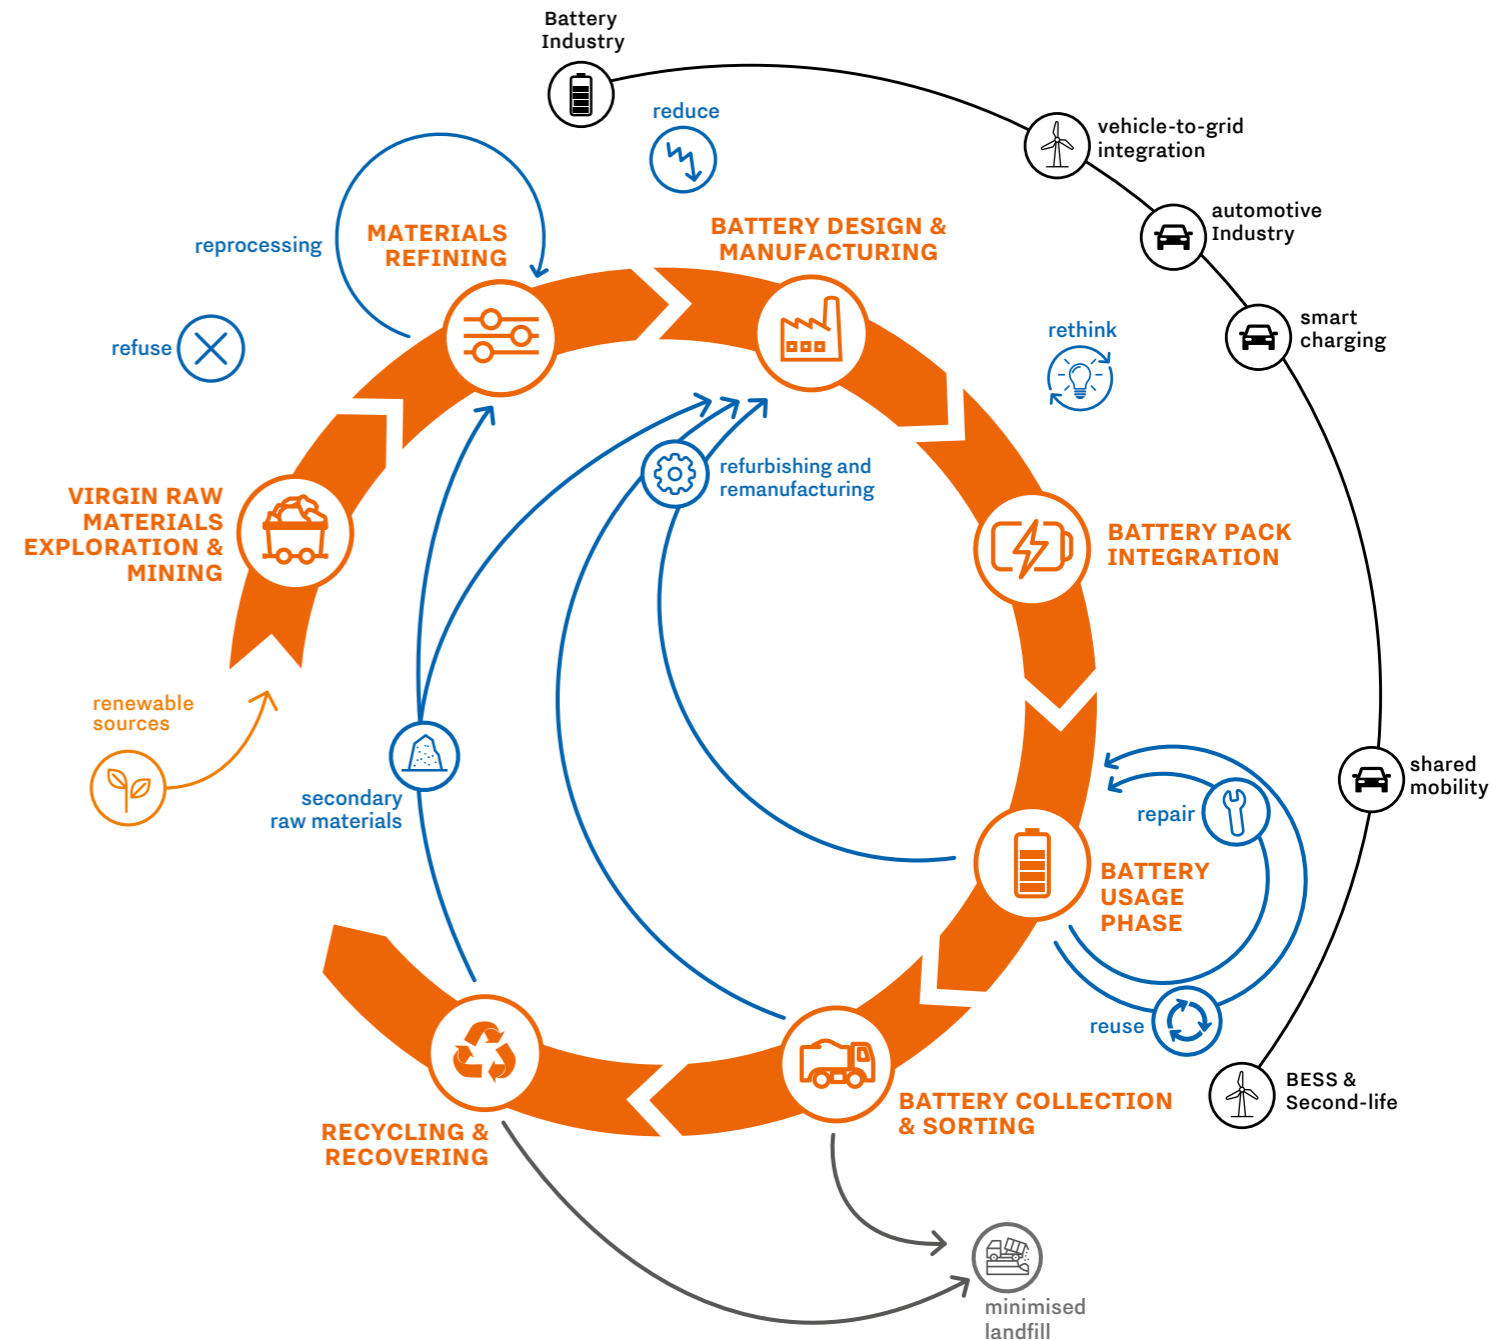 Battery
Industry
reduce
vehicle-to-grid
integration
automotive
Industry
smart
charging
shared
mobility
BESS &
Second-life
reprocessing
refuse
rethink
MATERIALS
REFINING
BATTERY DESIGN &
MANUFACTURING
VIRGIN RAW
MATERIALS
EXPLORATION &
MINING
refurbishing and
remanufacturing
BATTERY PACK
INTEGRATION
renewable
sources
secondary
raw materials
repair
BATTERY
USAGE
PHASE
reuse
BATTERY COLLECTION
& SORTING
RECYCLING &
RECOVERING
minimised
landfill